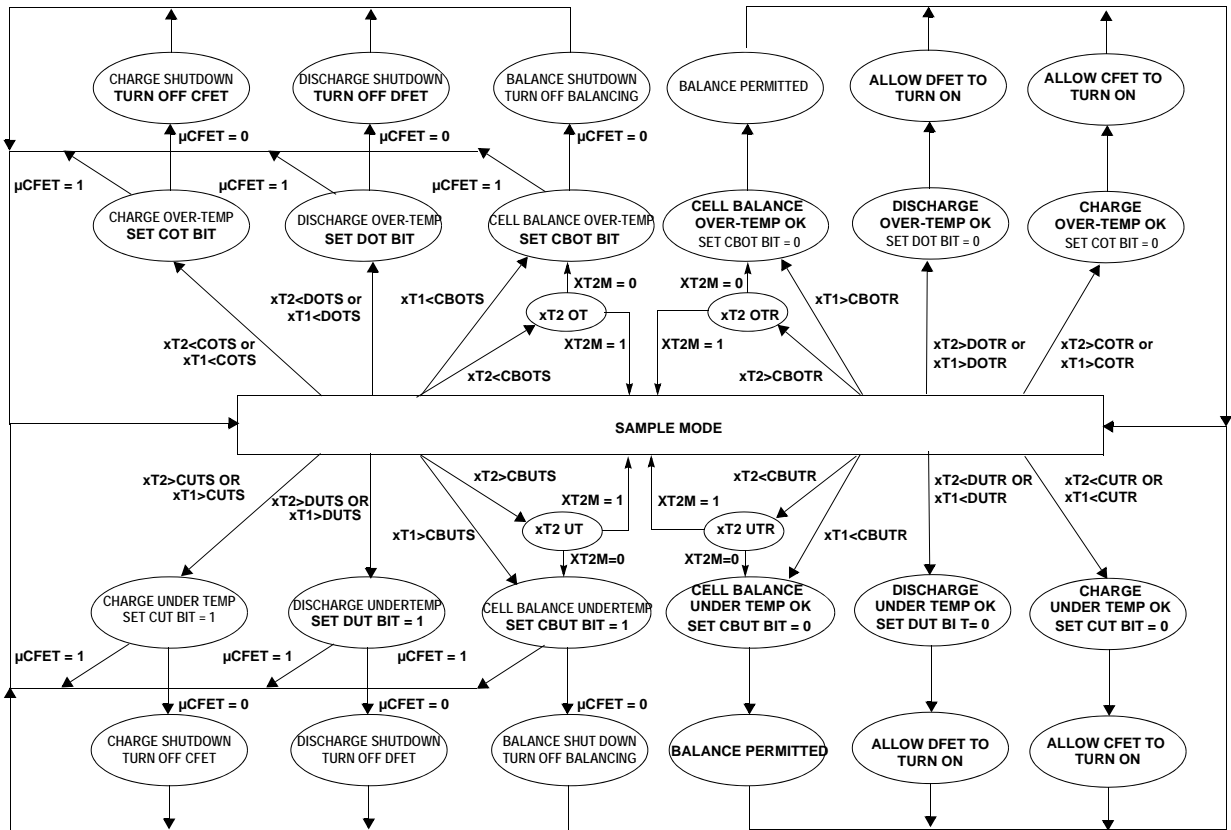 CHARGE SHUTDOWN
TURN OFF CFET
DISCHARGE SHUTDOWN
TURN OFF DFET
BALANCE SHUTDOWN
TURN OFF BALANCING
BALANCE PERMITTED
ALLOW DFET TO
TURN ON
ALLOW CFET TO
TURN ON
µCFET = 0
µCFET = 0
µCFET = 0
µCFET = 1
µCFET = 1
µCFET = 1
CHARGE OVER-TEMP
SET COT BIT
DISCHARGE OVER-TEMP
SET DOT BIT
CELL BALANCE OVER-TEMP
SET CBOT BIT
CELL BALANCE
OVER-TEMP OK
SET CBOT BIT = 0
DISCHARGE
OVER-TEMP OK
SET DOT BIT = 0
CHARGE
OVER-TEMP OK
SET COT BIT = 0
xT2<COTS or
xT1<COTS
xT2<DOTS or
xT1<DOTS
xT1<CBOTS
XT2M = 0
xT2 OT
XT2M = 1
xT2<CBOTS
XT2M = 0
xT2 OTR
XT2M = 1
xT2>CBOTR
xT1>CBOTR
xT2>DOTR or
xT1>DOTR
xT2>COTR or
xT1>COTR
SAMPLE MODE
xT2>CUTS OR
xT1>CUTS
xT2>DUTS OR
xT1>DUTS
xT2>CBUTS
XT2M = 1
xT2 UT
xT1>CBUTS
XT2M=0
xT2<CBUTR
XT2M = 1
xT2 UTR
xT1<CBUTR
XT2M=0
xT2<DUTR OR
xT1<DUTR
xT2<CUTR OR
xT1<CUTR
CHARGE UNDER TEMP
SET CUT BIT = 1
DISCHARGE UNDERTEMP
SET DUT BIT = 1
CELL BALANCE UNDERTEMP
SET CBUT BIT = 1
CELL BALANCE
UNDER TEMP OK
SET CBUT BIT = 0
DISCHARGE
UNDER TEMP OK
SET DUT BI T= 0
CHARGE
UNDER TEMP OK
SET CUT BIT = 0
µCFET = 1
µCFET = 1
µCFET = 1
µCFET = 0
µCFET = 0
µCFET = 0
CHARGE SHUTDOWN
TURN OFF CFET
DISCHARGE SHUTDOWN
TURN OFF DFET
BALANCE SHUT DOWN
TURN OFF BALANCING
BALANCE PERMITTED
ALLOW DFET TO
TURN ON
ALLOW CFET TO
TURN ON